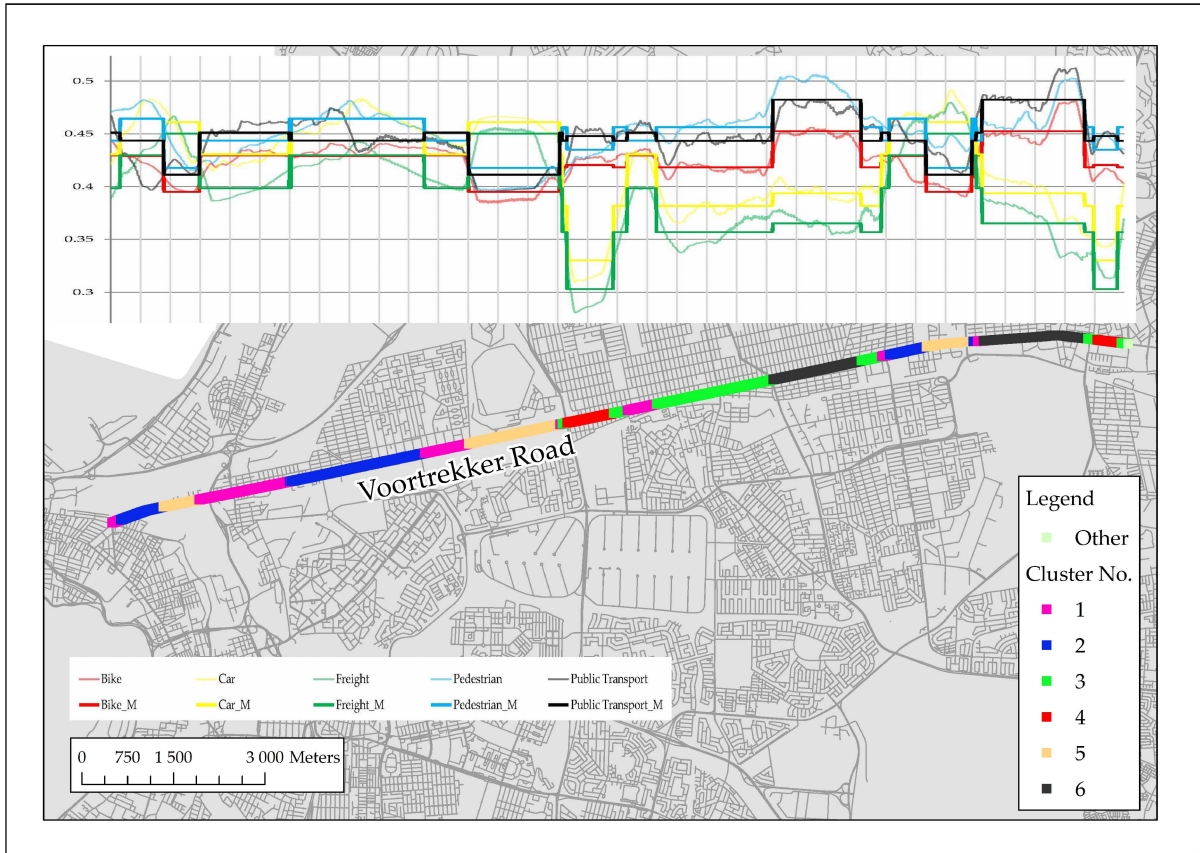 0.5
0.45
0.4
0.35
0.3
Voortrekker Road
Legend
Other
Cluster No.
1
2
3
4
5
6
Bike Car Freight Pedestrian Public Transport
Bike_M Car_M Freight_M Pedestrian_M Public Transport_M
0 750 1 500 3 000 Meters